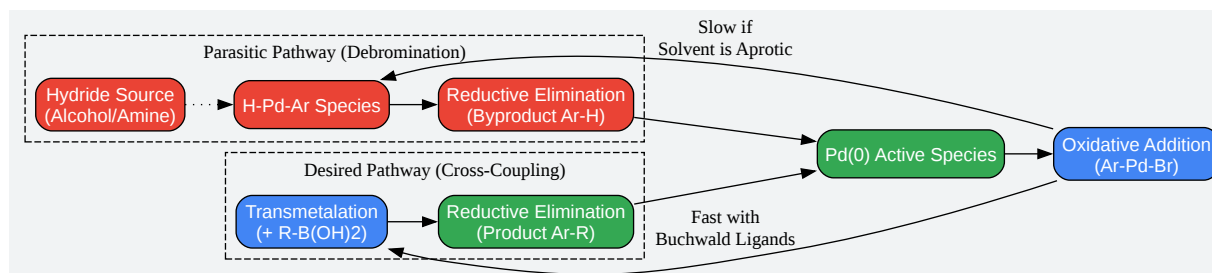 Slow if
Solvent is Aprotic
Parasitic Pathway (Debromination)
Hydride Source
(Alcohol/Amine)
H-Pd-Ar Species
Reductive Elimination
(Byproduct Ar-H)
Pd(0) Active Species
Oxidative Addition
(Ar-Pd-Br)
Desired Pathway (Cross-Coupling)
Transmetalation
(+ R-B(OH)2)
Reductive Elimination
(Product Ar-R)
Fast with
Buchwald Ligands